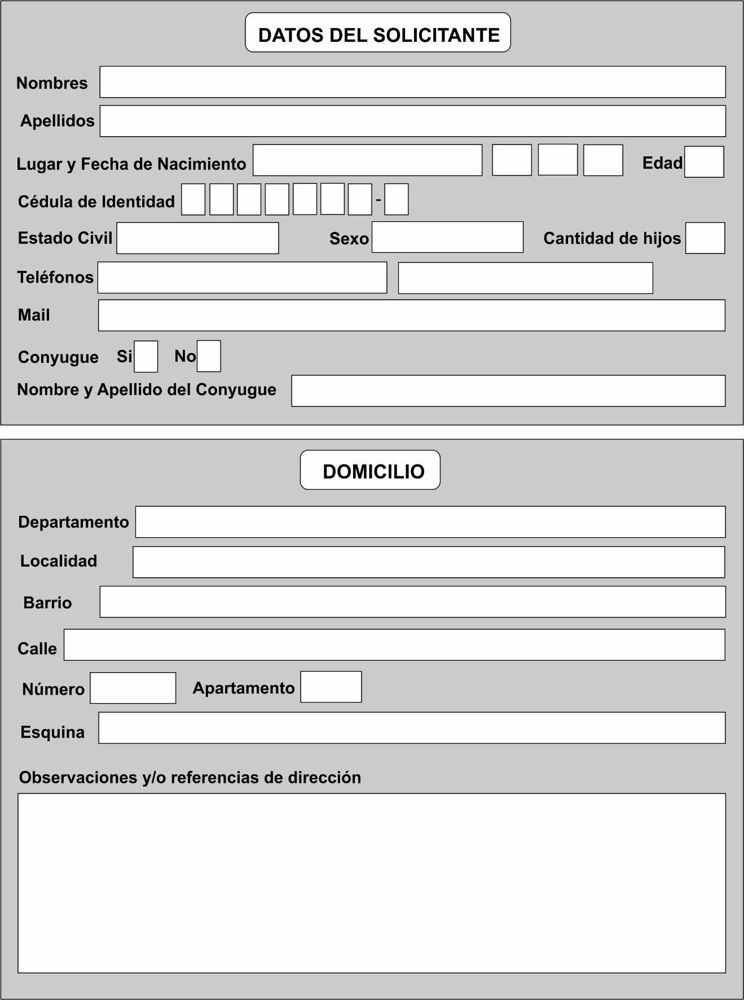 DATOS DEL SOLICITANTE
Nombres
Apellidos
Lugar y Fecha de Nacimiento Edad
Cédula de Identidad -
Estado Civil Sexo Cantidad de hijos
Teléfonos
Mail
Conyugue Si No
Nombre y Apellido del Conyugue
DOMICILIO
Departamento
Localidad
Barrio
Calle
Número Apartamento
Esquina
Observaciones y/o referencias de dirección